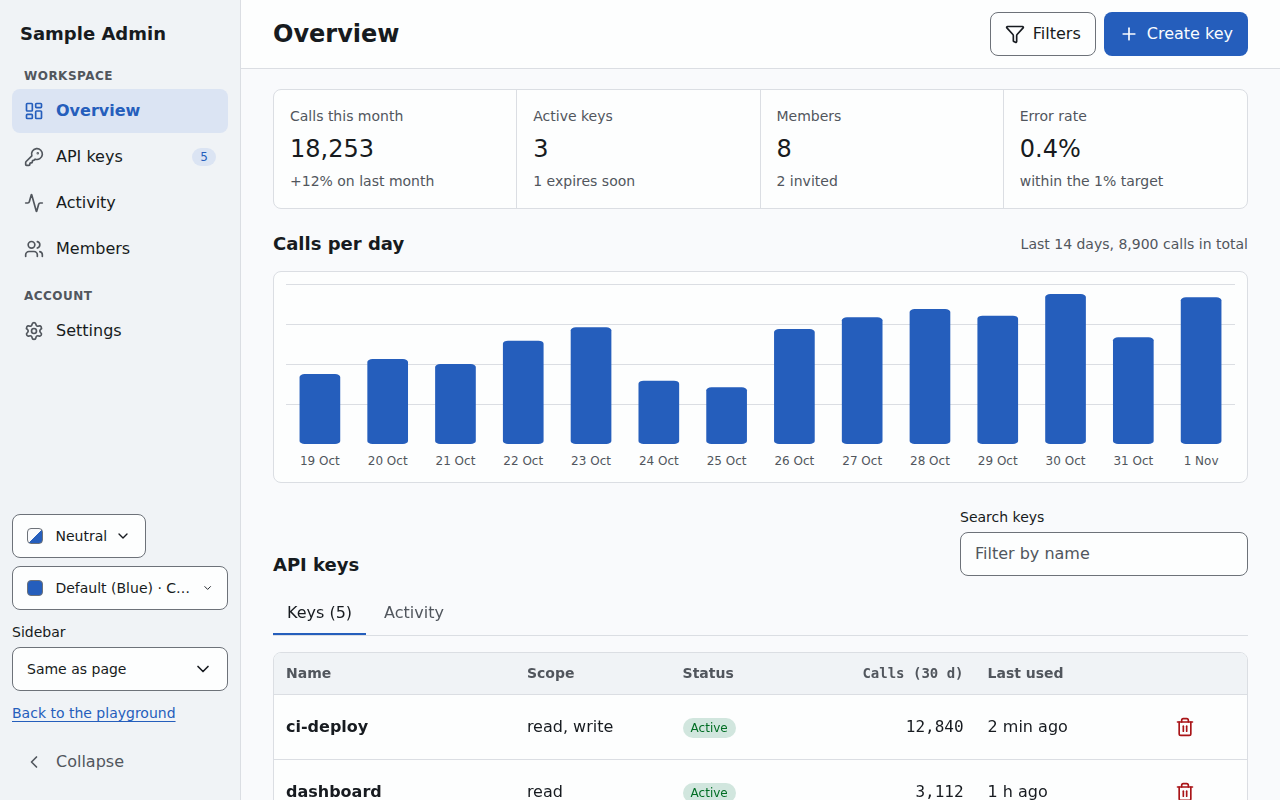 Sample Admin
WORKSPACE
Overview
API keys 5
Activity
Members
ACCOUNT
Settings
Neutral
Default (Blue) · C…
Sidebar
Same as page
Back to the playground
Collapse
Overview
Filters
Create key
Calls this month
18,253
+12% on last month
Active keys
3
1 expires soon
Members
8
2 invited
Error rate
0.4%
within the 1% target
Calls per day
Last 14 days, 8,900 calls in total
19 Oct 20 Oct 21 Oct 22 Oct 23 Oct 24 Oct 25 Oct 26 Oct 27 Oct 28 Oct 29 Oct 30 Oct 31 Oct 1 Nov
API keys
Search keys
Filter by name
Keys (5) Activity
Name Scope Status Calls (30 d) Last used
ci-deploy read, write Active 12,840 2 min ago
dashboard read Active 3,112 1 h ago